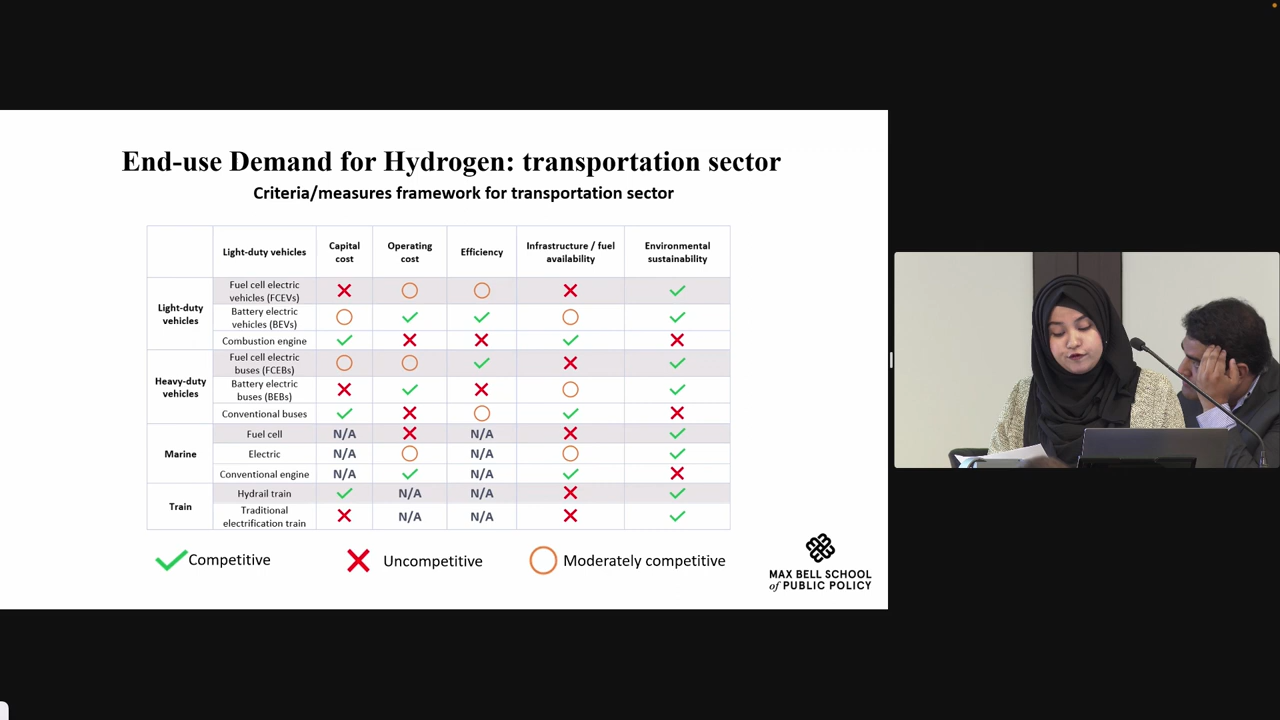 End-use Demand for Hydrogen: transportation sector
Criteria/measures framework for transportation sector
Light-duty vehicles
Capital
cost
Operating
cost
Efficiency
Infrastructure / fuel
availability
Environmental
sustainability
Light-duty
vehicles
Fuel cell electric
vehicles (FCEVs)
Battery electric
vehicles (BEVs)
Combustion engine
Heavy-duty
vehicles
Fuel cell electric
buses (FCEBs)
Battery electric
buses (BEBs)
Conventional buses
Marine
Fuel cell
N/A
N/A
Electric
N/A
N/A
Conventional engine
N/A
N/A
Train
Hydrail train
N/A
N/A
Traditional
electrification train
N/A
N/A
Competitive
Uncompetitive
Moderately competitive
MAX BELL SCHOOL
of PUBLIC POLICY